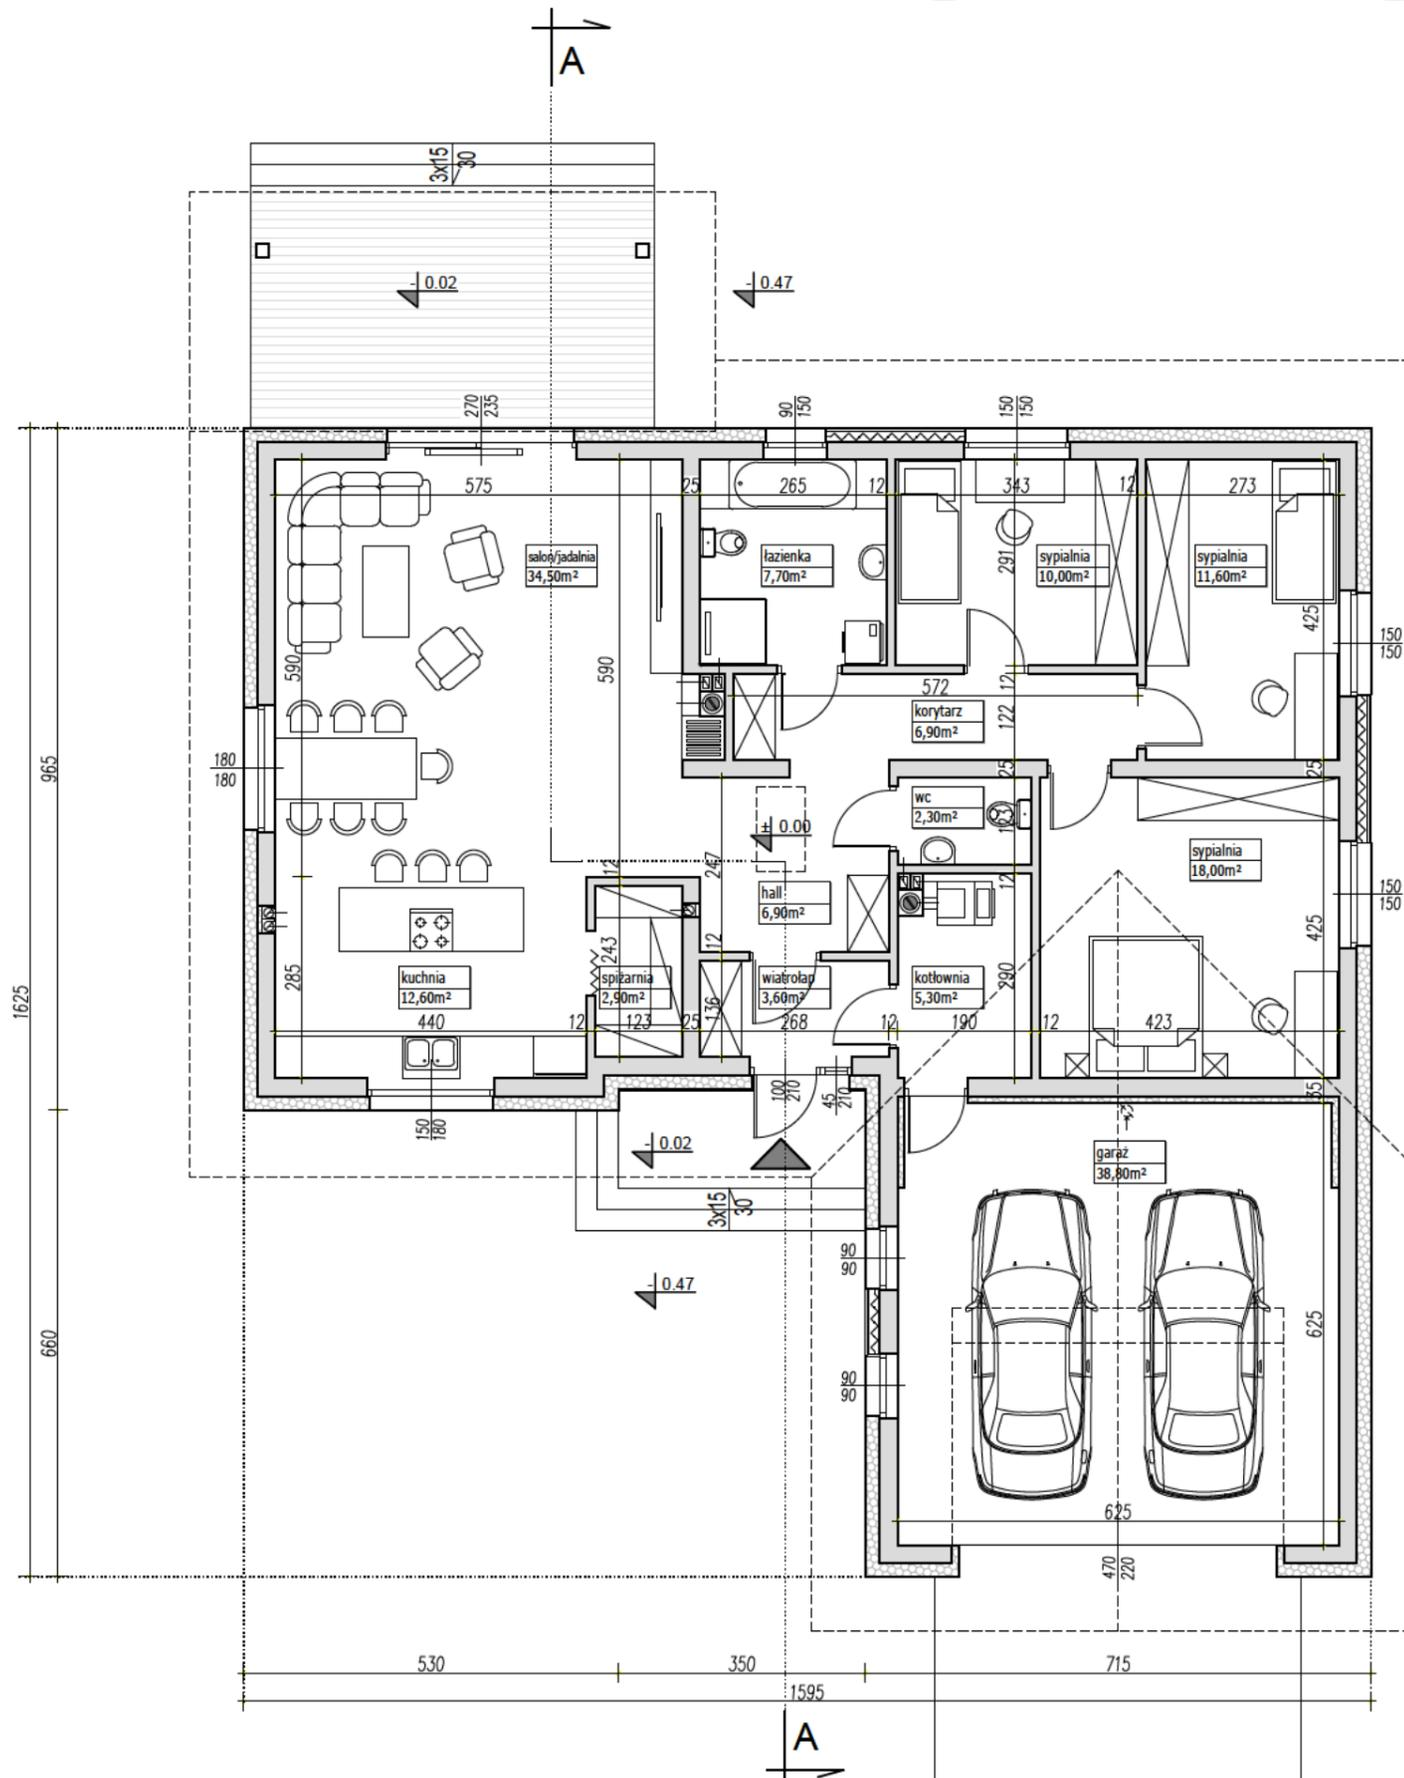 A
3x15
30
- 0.02
- 0.47
270
235
90
150
150
150
575
25
265
12
343
12
273
salon/jadalnia
34,50m²
łazienka
7,70m²
291
sypialnia
10,00m²
sypialnia
11,60m²
425
150
150
590
590
572
12
korytarz
6,90m²
122
180
180
965
25
25
wc
2,30m²
123
± 0.00
247
12
sypialnia
18,00m²
12
hall
6,90m²
150
150
425
12
243
kuchnia
12,60m²
285
spiżarnia
2,90m²
wiatrołap
3,60m²
136
kotłownia
5,30m²
290
1625
440
12
123
25
268
12
190
12
423
150
180
100
210
45
210
35
- 0.02
garaż
38,80m²
3x15
30
90
90
- 0.47
660
625
90
90
625
470
220
530
350
715
1595
A